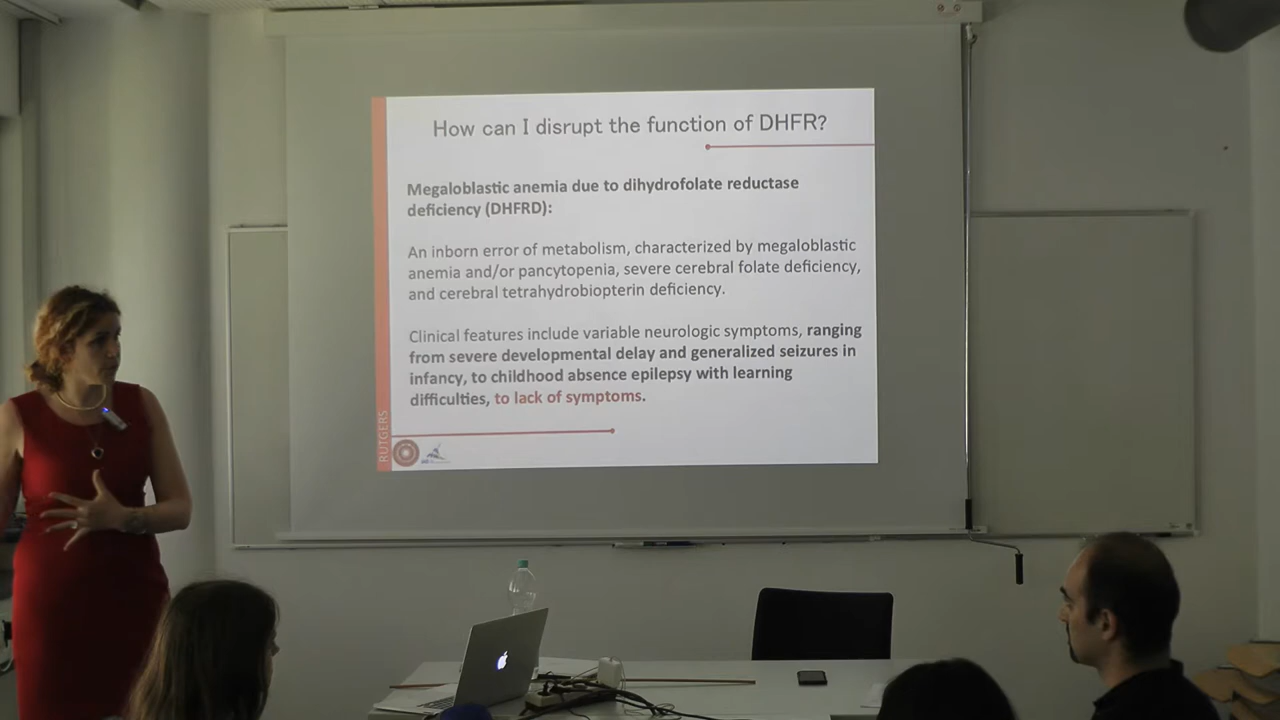 How can I disrupt the function of DHFR?
Megaloblastic anemia due to dihydrofolate reductase
deficiency (DHFRD):
An inborn error of metabolism, characterized by megaloblastic
anemia and/or pancytopenia, severe cerebral folate deficiency,
and cerebral tetrahydrobiopterin deficiency.
Clinical features include variable neurologic symptoms, ranging
from severe developmental delay and generalized seizures in
infancy, to childhood absence epilepsy with learning
difficulties, to lack of symptoms.
RUTGERS